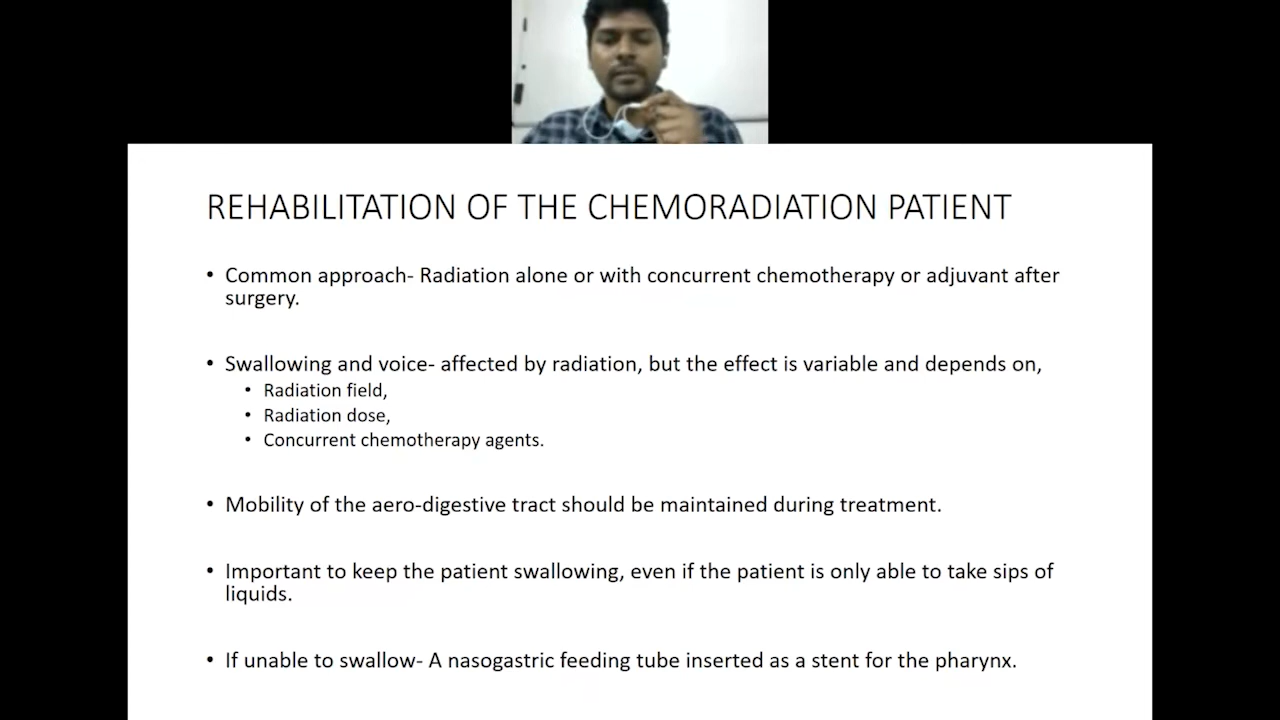 REHABILITATION OF THE CHEMORADIATION PATIENT
• Common approach- Radiation alone or with concurrent chemotherapy or adjuvant after
surgery.
• Swallowing and voice- affected by radiation, but the effect is variable and depends on,
• Radiation field,
• Radiation dose,
• Concurrent chemotherapy agents.
• Mobility of the aero-digestive tract should be maintained during treatment.
• Important to keep the patient swallowing, even if the patient is only able to take sips of
liquids.
• If unable to swallow- A nasogastric feeding tube inserted as a stent for the pharynx.